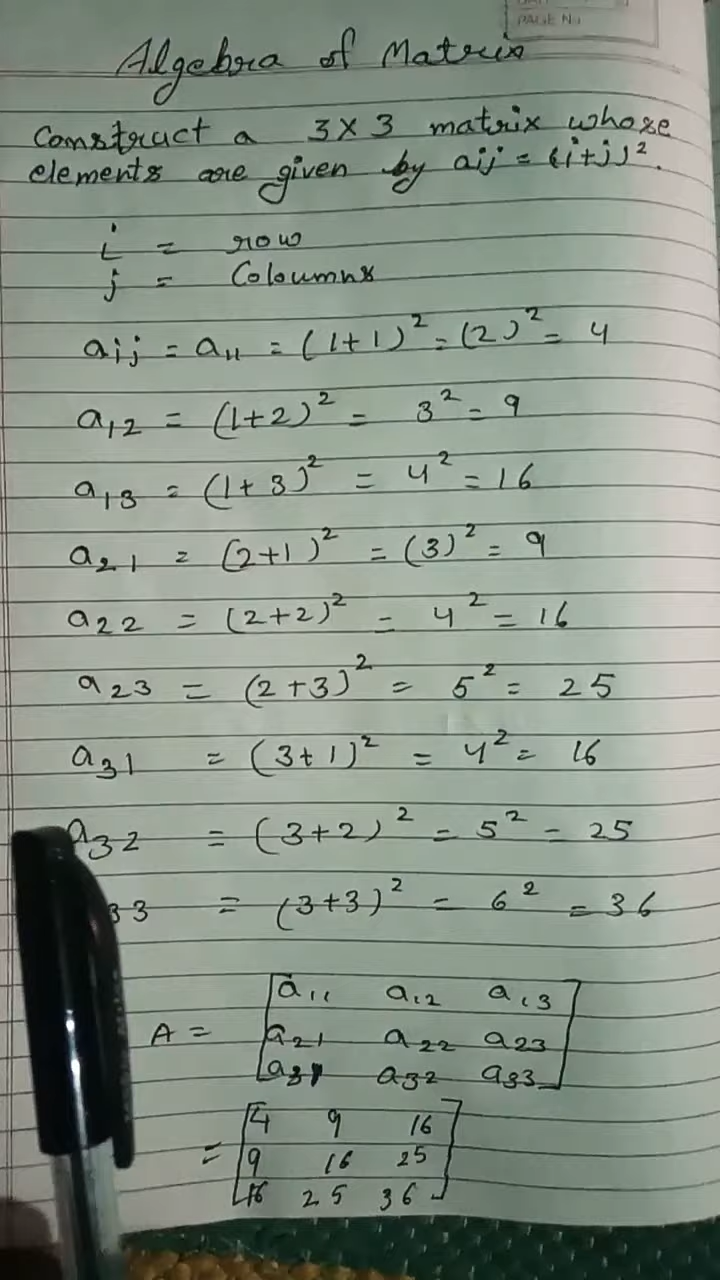 PAGE No
Algebra of Matrix
Construct a 3×3 matrix whose
elements are given by aij = (i+j)².
i = row
j = Coloumns
aij = a₁₁ = (1+1)² = (2)² = 4
a₁₂ = (1+2)² = 3² = 9
a₁₃ = (1+3)² = 4² = 16
a₂₁ = (2+1)² = (3)² = 9
a₂₂ = (2+2)² = 4² = 16
a₂₃ = (2+3)² = 5² = 25
a₃₁ = (3+1)² = 4² = 16
a₃₂ = (3+2)² = 5² = 25
₃₃ = (3+3)² = 6² = 36
a₁₁ a₁₂ a₁₃
A = a₂₁ a₂₂ a₂₃
a₃₁ a₃₂ a₃₃
4 9 16
= 9 16 25
16 25 36